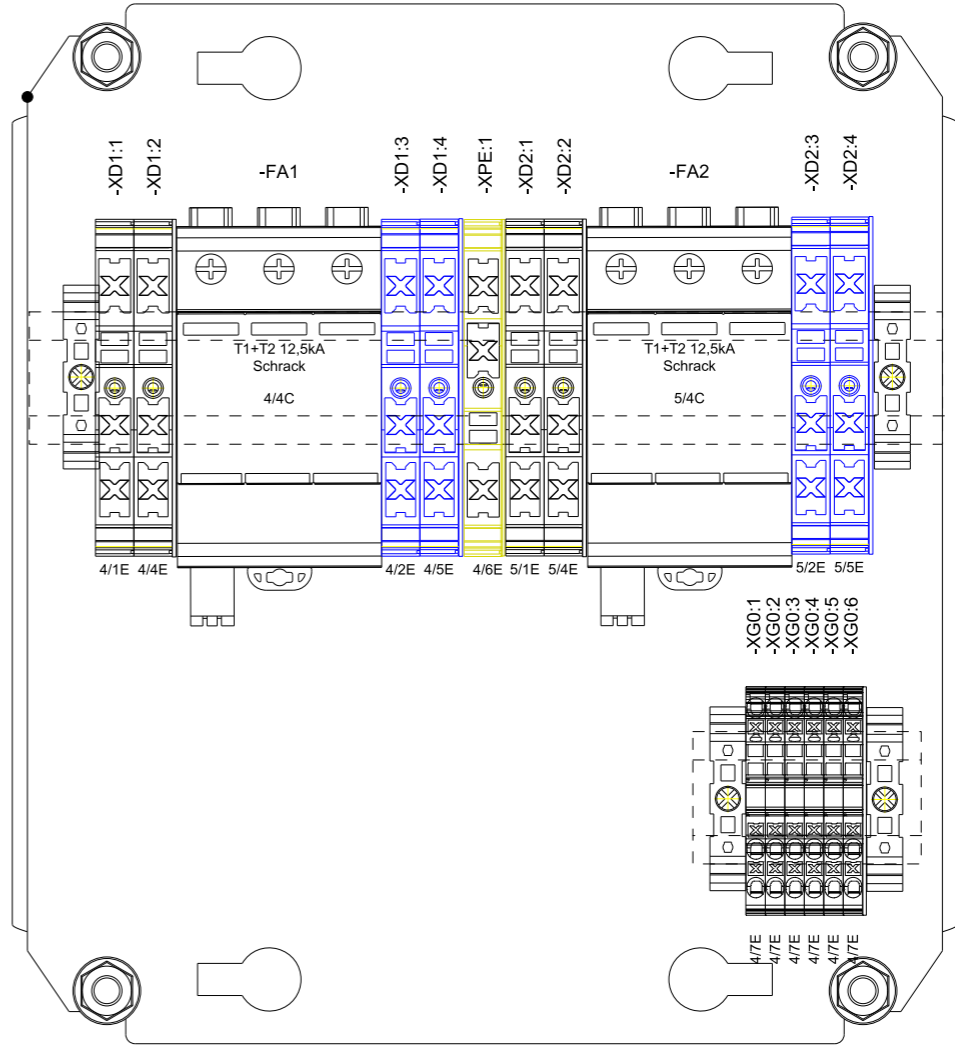 -XD1:1
-XD1:2
-FA1
-XD1:3
-XD1:4
-XPE:1
-XD2:1
-XD2:2
-FA2
-XD2:3
-XD2:4
T1+T2 12,5kA
Schrack
4/4C
T1+T2 12,5kA
Schrack
5/4C
4/1E
4/4E
4/2E
4/5E
4/6E
5/1E
5/4E
5/2E
5/5E
-XG0:1
-XG0:2
-XG0:3
-XG0:4
-XG0:5
-XG0:6
4/7E
4/7E
4/7E
4/7E
4/7E
4/7E